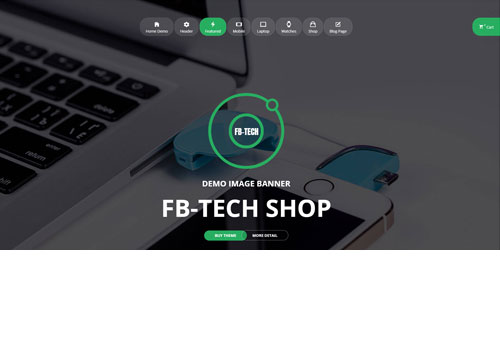 Home Demo Header Featured Mobile Laptop Watches Shop Blog Page
Cart
FB-TECH
DEMO IMAGE BANNER
FB-TECH SHOP
BUY THEME MORE DETAIL